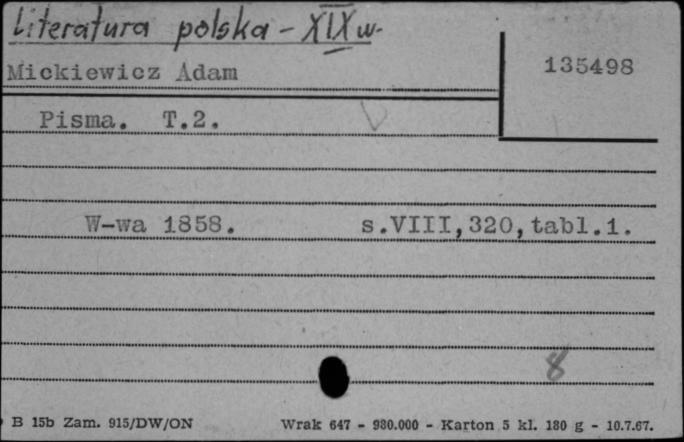 Literatura polska - XIX w.
Mickiewicz Adam
135498
Pisma. T.2.
W-wa 1858. s.VIII,320,tabl.1.
8
B 15b Zam. 915/DW/ON Wrak 647 - 980.000 - Karton 5 kl. 180 g - 10.7.67.